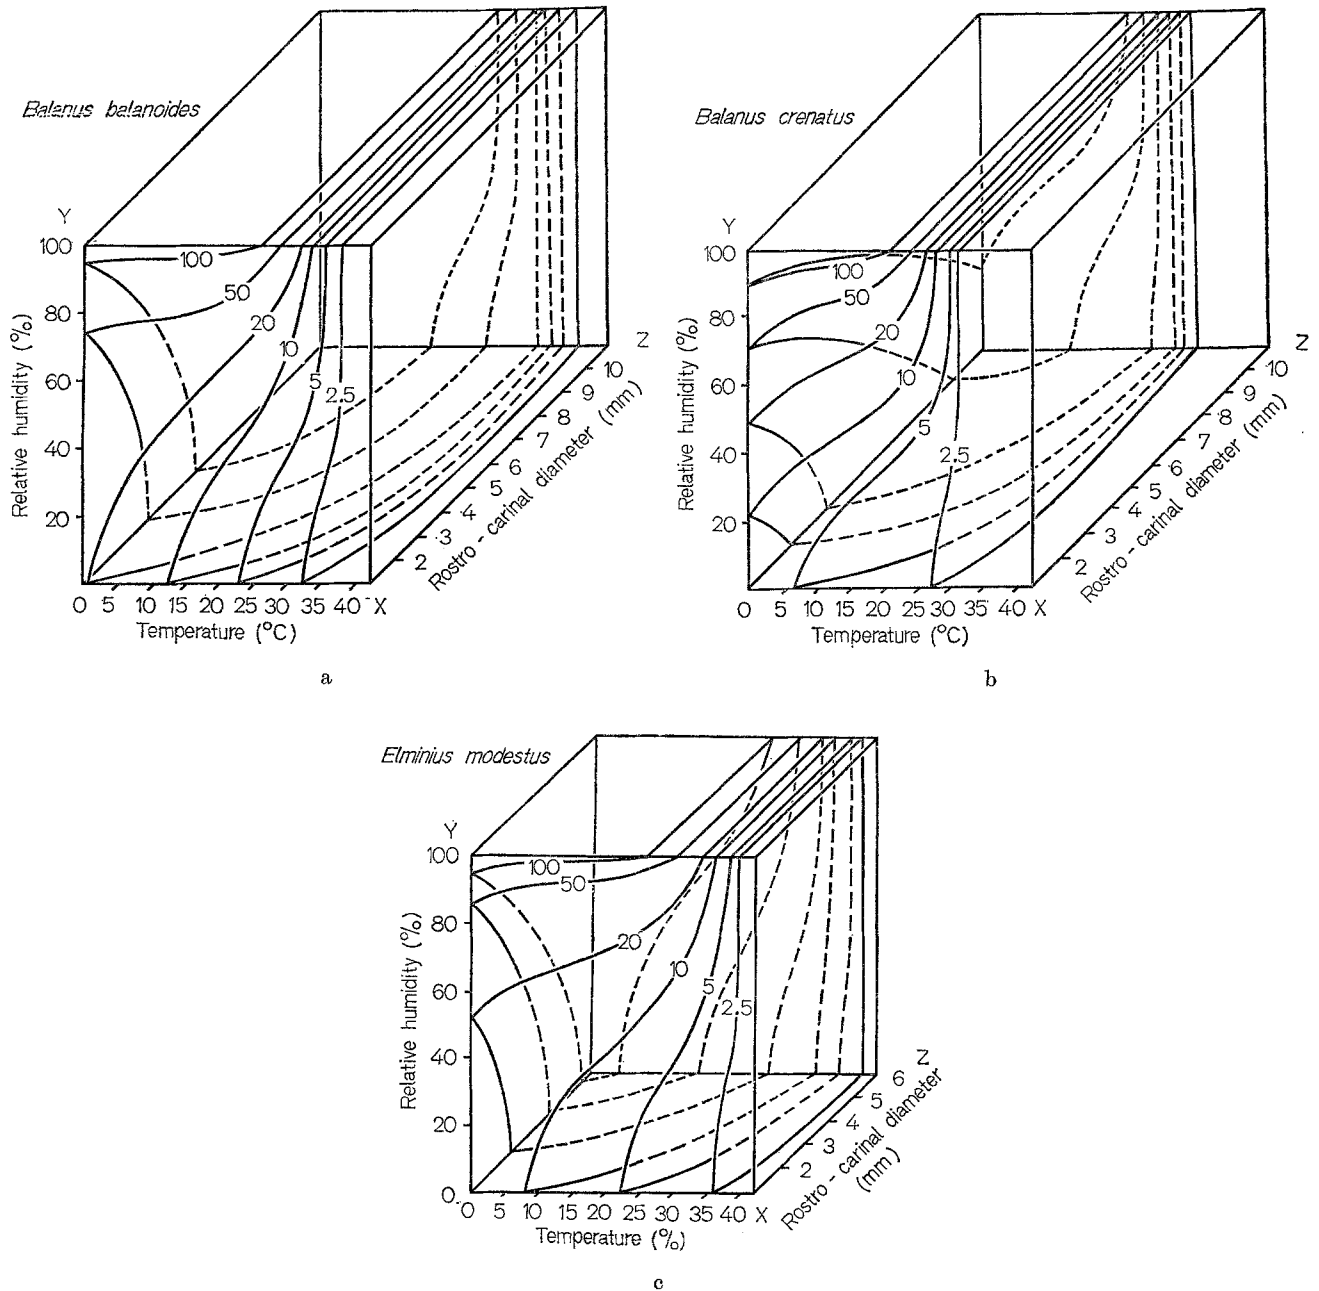 Balanus balanoides
Y
100
80
60
40
20
Relative humidity (%)
100
50
20
10
5
2.5
0 5 10 15 20 25 30 35 40 X
Temperature (°C)
2 3 4 5 6 7 8 9 10 Z
Rostro - carinal diameter (mm)
a
Balanus crenatus
Y
100
80
60
40
20
Relative humidity (%)
100
50
20
10
5
2.5
0 5 10 15 20 25 30 35 40 X
Temperature (°C)
2 3 4 5 6 7 8 9 10 Z
Rostro - carinal diameter (mm)
b
Elminius modestus
Y
100
80
60
40
20
0
Relative humidity (%)
100
50
20
10
5
2.5
0 5 10 15 20 25 30 35 40 X
Temperature (%)
2 3 4 5 6 Z
Rostro - carinal diameter
(mm)
c